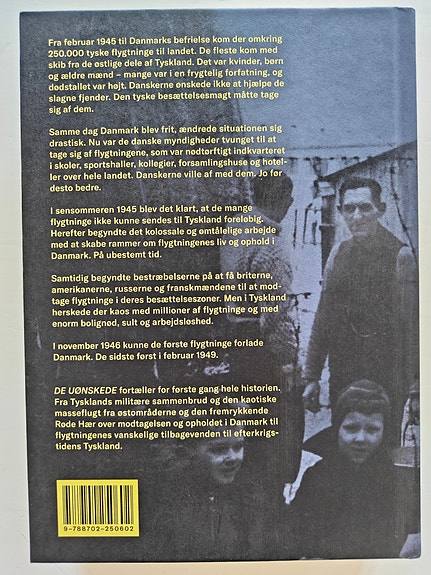 Fra februar 1945 til Danmarks befrielse kom der omkring
250.000 tyske flygtninge til landet. De fleste kom med
skib fra de østlige dele af Tyskland. Det var kvinder, børn
og ældre mænd – mange var i en frygtelig forfatning, og
dødstallet var højt. Danskerne ønskede ikke at hjælpe de
slagne fjender. Den tyske besættelsesmagt måtte tage
sig af dem.
Samme dag Danmark blev frit, ændrede situationen sig
drastisk. Nu var de danske myndigheder tvunget til at
tage sig af flygtningene, som var nødtørftigt indkvarteret
i skoler, sportshaller, kollegier, forsamlingshuse og hotel-
ler over hele landet. Danskerne ville af med dem. Jo før
desto bedre.
I sensommeren 1945 blev det klart, at de mange
flygtninge ikke kunne sendes til Tyskland foreløbig.
Herefter begyndte det kolossale og ømtålelige arbejde
med at skabe rammer om flygtningenes liv og ophold i
Danmark. På ubestemt tid.
Samtidig begyndte bestræbelserne på at få briterne,
amerikanerne, russerne og franskmændene til at mod-
tage flygtninge i deres besættelseszoner. Men i Tyskland
herskede der kaos med millioner af flygtninge og med
enorm bolignød, sult og arbejdsløshed.
I november 1946 kunne de første flygtninge forlade
Danmark. De sidste først i februar 1949.
DE UØNSKEDE fortæller for første gang hele historien.
Fra Tysklands militære sammenbrud og den kaotiske
masseflugt fra østområderne og den fremrykkende
Røde Hær over modtagelsen og opholdet i Danmark til
flygtningenes vanskelige tilbagevenden til efterkrigs-
tidens Tyskland.
9-788702-250602